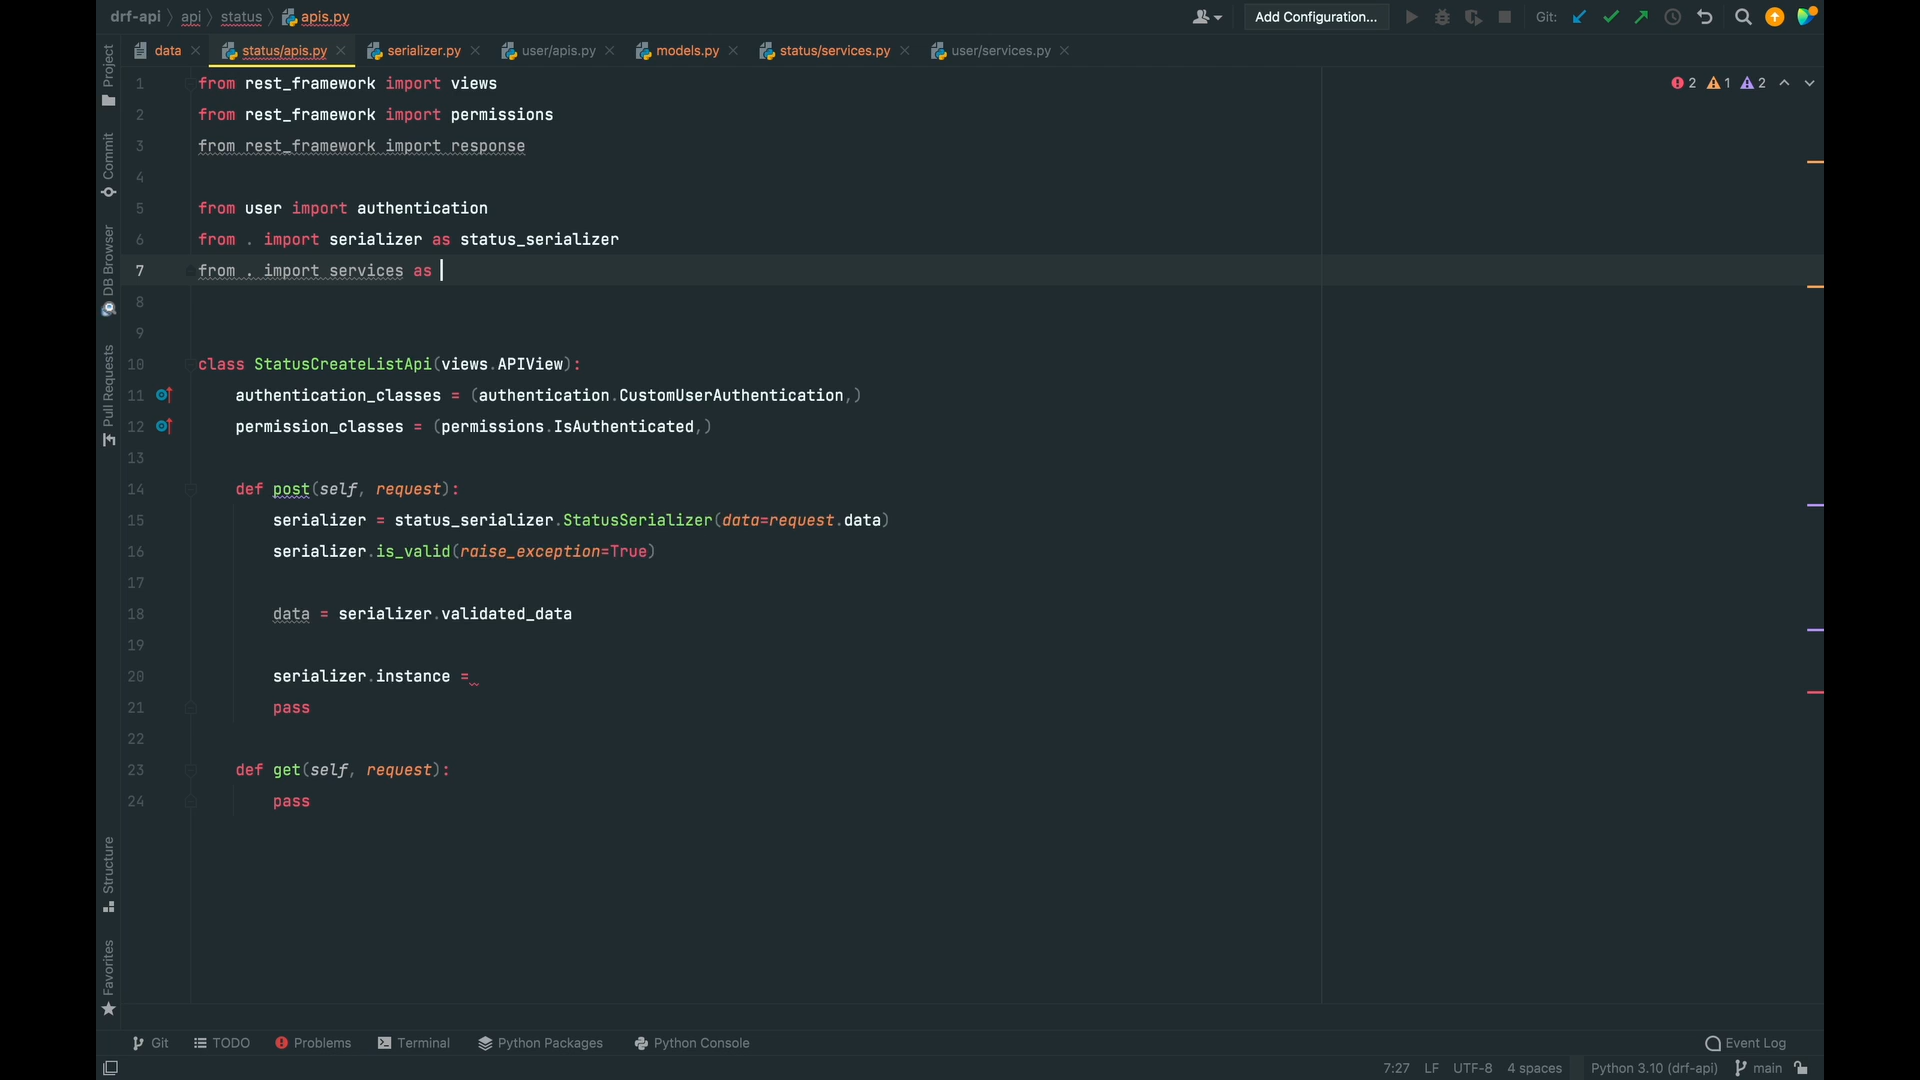 drf-api api status apis.py Add Configuration... Git:
data status/apis.py serializer.py user/apis.py models.py status/services.py user/services.py
2 1 2
1 from rest_framework import views
2 from rest_framework import permissions
3 from rest_framework import response
4
5 from user import authentication
6 from . import serializer as status_serializer
7 from . import services as
8
9
10 class StatusCreateListApi(views.APIView):
11 authentication_classes = (authentication.CustomUserAuthentication,)
12 permission_classes = (permissions.IsAuthenticated,)
13
14 def post(self, request):
15 serializer = status_serializer.StatusSerializer(data=request.data)
16 serializer.is_valid(raise_exception=True)
17
18 data = serializer.validated_data
19
20 serializer.instance =
21 pass
22
23 def get(self, request):
24 pass
Project
Commit
DB Browser
Pull Requests
Structure
Favorites
Git TODO Problems Terminal Python Packages Python Console Event Log
7:27 LF UTF-8 4 spaces Python 3.10 (drf-api) main